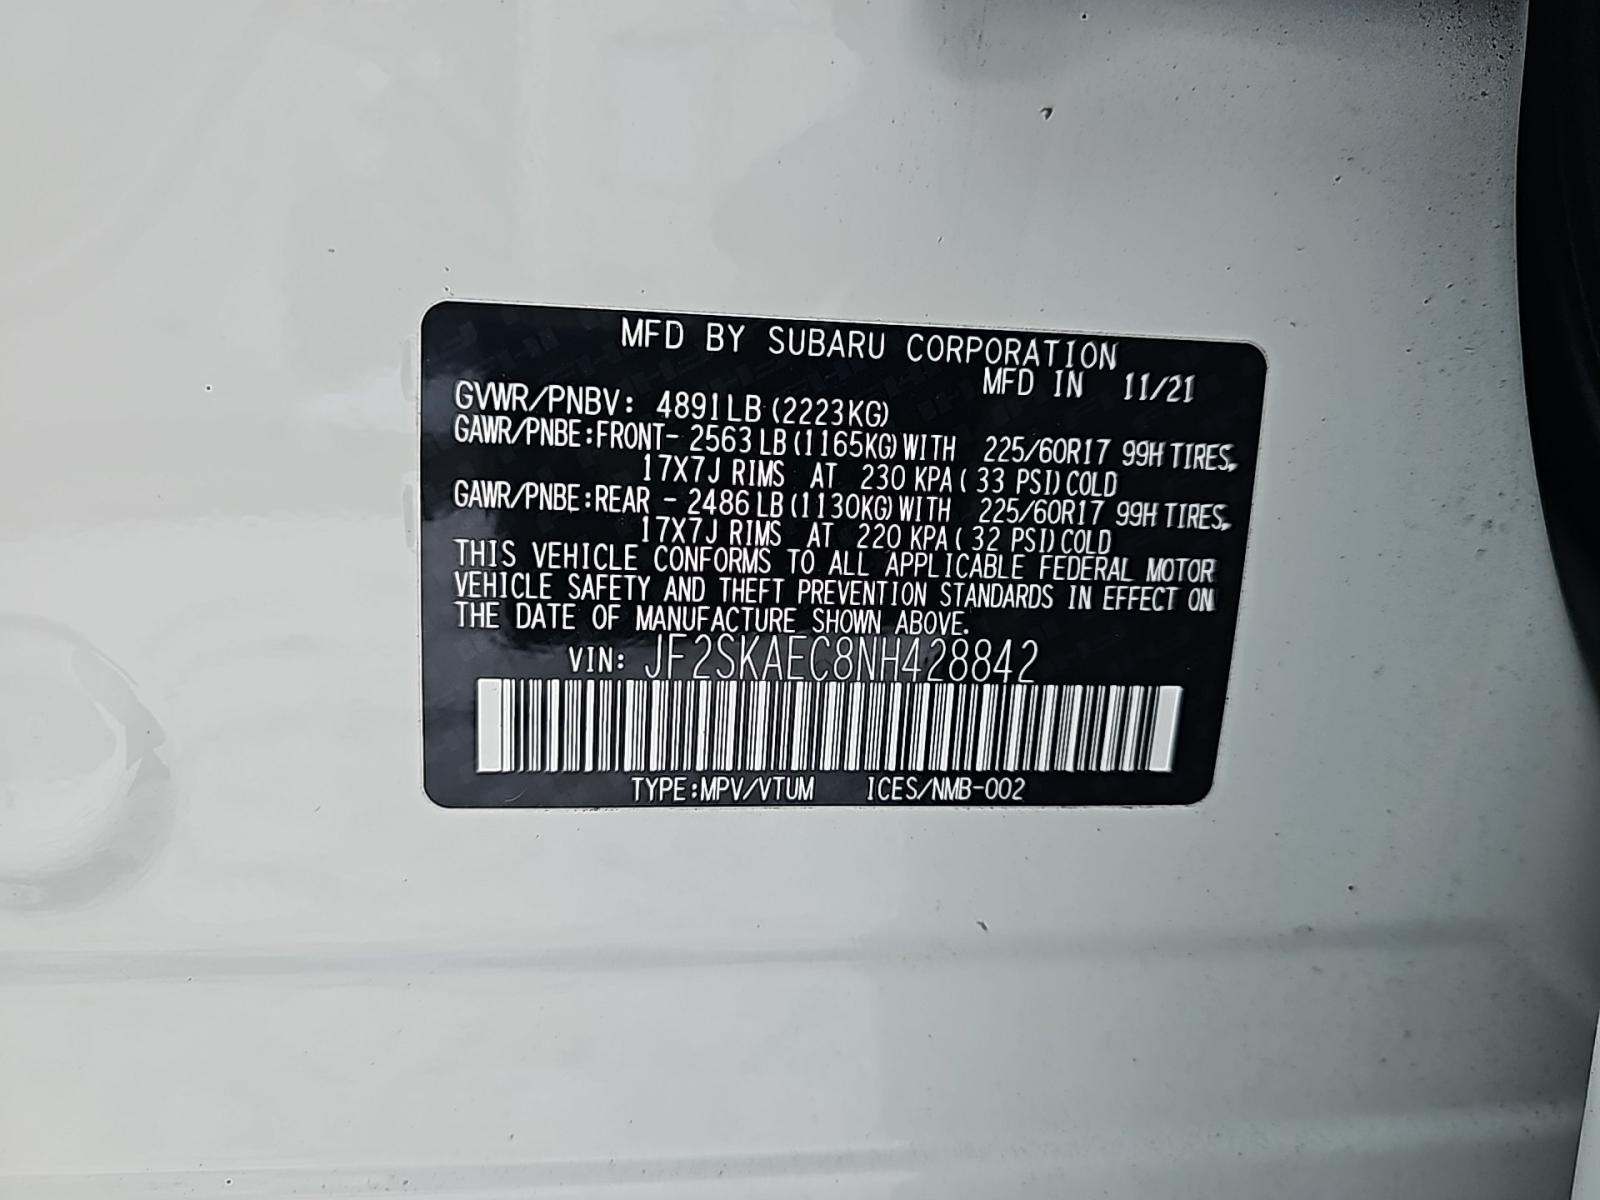 MFD BY SUBARU CORPORATION
MFD IN 11/21
GVWR/PNBV: 4891LB (2223KG)
GAWR/PNBE:FRONT- 2563LB (1165KG) WITH 225/60R17 99H TIRES,
17X7J RIMS AT 230 KPA ( 33 PSI) COLD
GAWR/PNBE:REAR - 2486LB (1130KG) WITH 225/60R17 99H TIRES,
17X7J RIMS AT 220 KPA ( 32 PSI) COLD
THIS VEHICLE CONFORMS TO ALL APPLICABLE FEDERAL MOTOR
VEHICLE SAFETY AND THEFT PREVENTION STANDARDS IN EFFECT ON
THE DATE OF MANUFACTURE SHOWN ABOVE.
VIN: JF2SKAEC8NH428842
TYPE:MPV/VTUM ICES/NMB-002